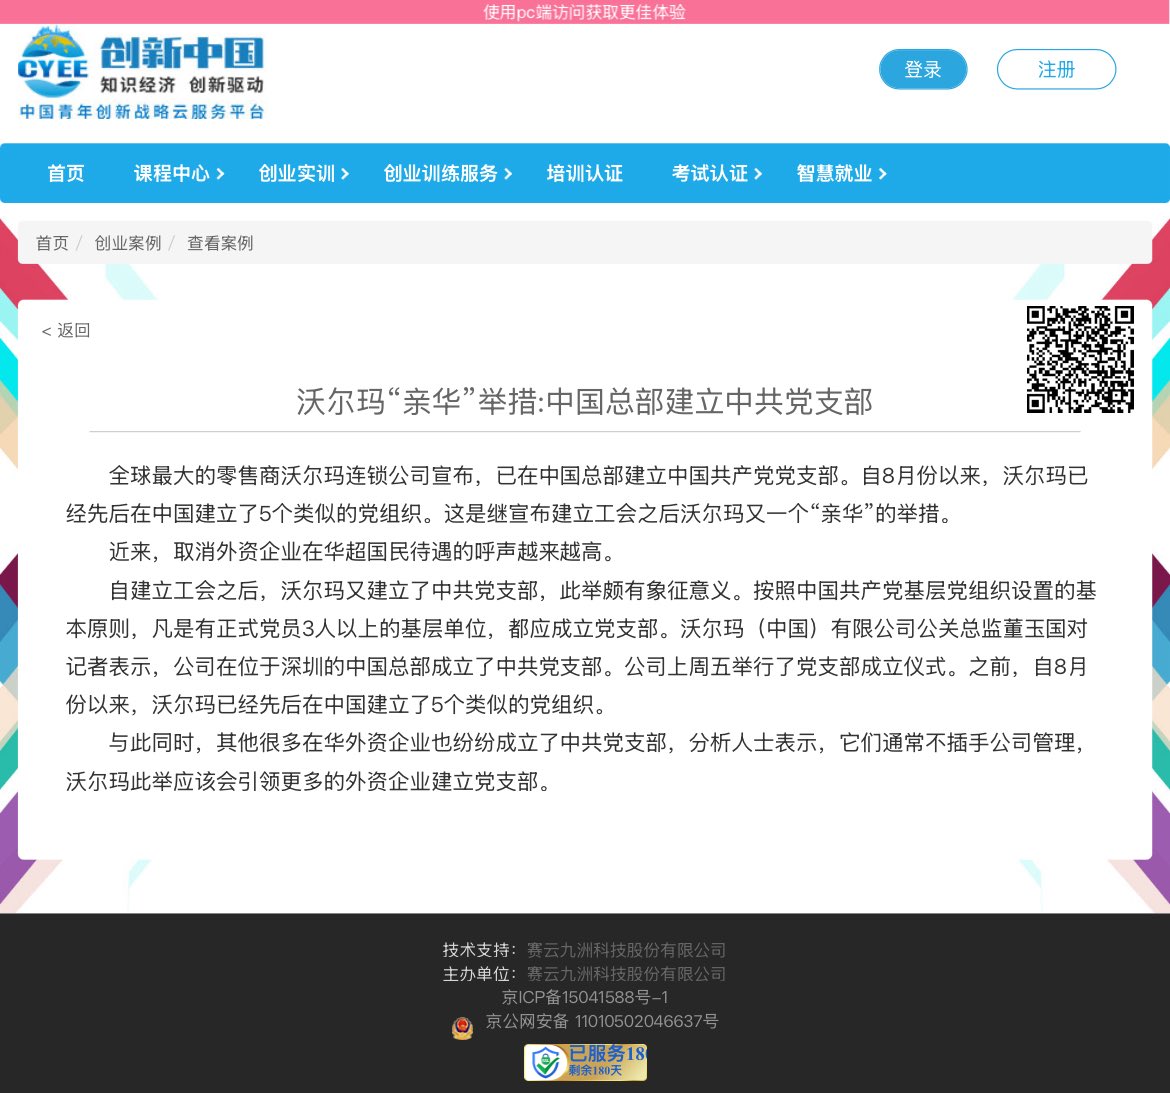 使用pc端访问获取更佳体验
CYEE
创新中国
知识经济 创新驱动
中国青年创新战略云服务平台
登录
注册
首页 课程中心 创业实训 创业训练服务 培训认证 考试认证 智慧就业
首页 / 创业案例 / 查看案例
< 返回
沃尔玛“亲华”举措:中国总部建立中共党支部
全球最大的零售商沃尔玛连锁公司宣布，已在中国总部建立中国共产党党支部。自8月份以来，沃尔玛已
经先后在中国建立了5个类似的党组织。这是继宣布建立工会之后沃尔玛又一个“亲华”的举措。
近来，取消外资企业在华超国民待遇的呼声越来越高。
自建立工会之后，沃尔玛又建立了中共党支部，此举颇有象征意义。按照中国共产党基层党组织设置的基
本原则，凡是有正式党员3人以上的基层单位，都应成立党支部。沃尔玛（中国）有限公司公关总监董玉国对
记者表示，公司在位于深圳的中国总部成立了中共党支部。公司上周五举行了党支部成立仪式。之前，自8月
份以来，沃尔玛已经先后在中国建立了5个类似的党组织。
与此同时，其他很多在华外资企业也纷纷成立了中共党支部，分析人士表示，它们通常不插手公司管理，
沃尔玛此举应该会引领更多的外资企业建立党支部。
技术支持：赛云九洲科技股份有限公司
主办单位：赛云九洲科技股份有限公司
京ICP备15041588号-1
京公网安备 11010502046637号
已服务180
剩余180天